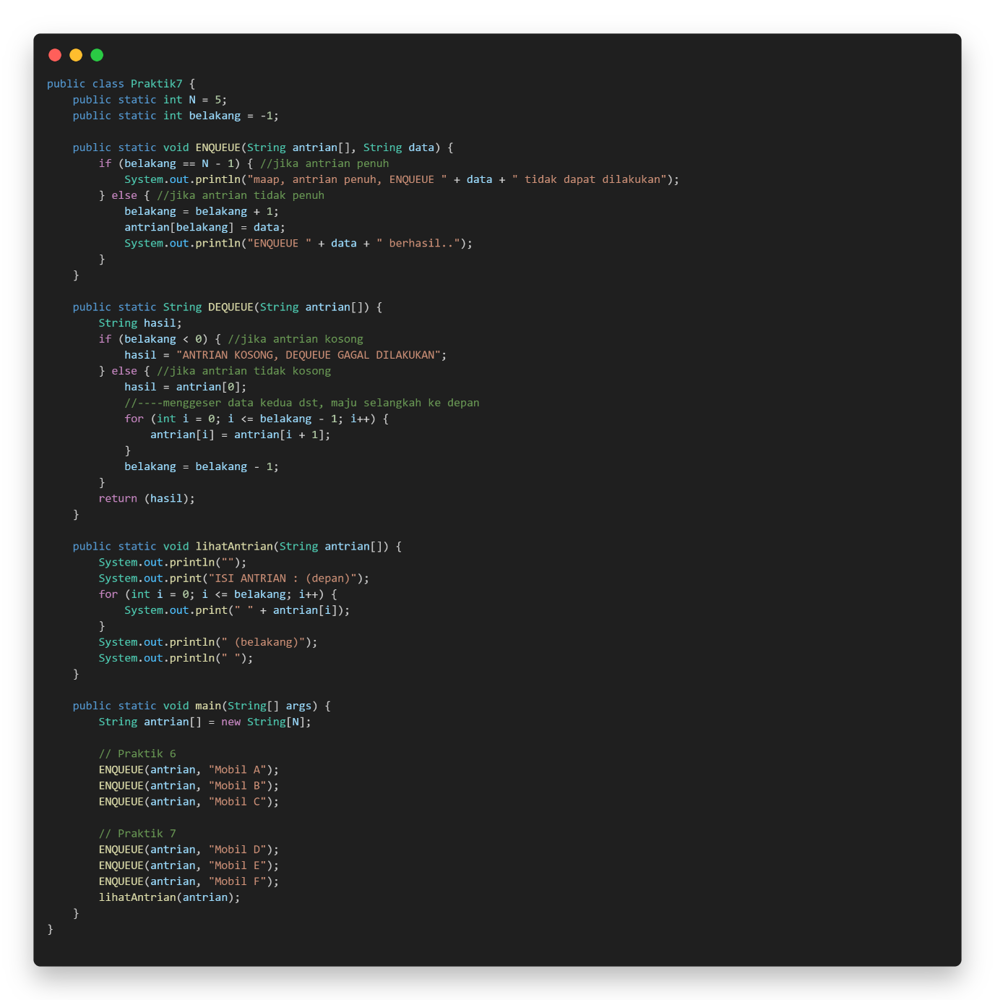 public class Praktik7 {
    public static int N = 5;
    public static int belakang = -1;

    public static void ENQUEUE(String antrian[], String data) {
        if (belakang == N - 1) { //jika antrian penuh
            System.out.println("maap, antrian penuh, ENQUEUE " + data + " tidak dapat dilakukan");
        } else { //jika antrian tidak penuh
            belakang = belakang + 1;
            antrian[belakang] = data;
            System.out.println("ENQUEUE " + data + " berhasil..");
        }
    }

    public static String DEQUEUE(String antrian[]) {
        String hasil;
        if (belakang < 0) { //jika antrian kosong
            hasil = "ANTRIAN KOSONG, DEQUEUE GAGAL DILAKUKAN";
        } else { //jika antrian tidak kosong
            hasil = antrian[0];
            //----menggeser data kedua dst, maju selangkah ke depan
            for (int i = 0; i <= belakang - 1; i++) {
                antrian[i] = antrian[i + 1];
            }
            belakang = belakang - 1;
        }
        return (hasil);
    }

    public static void lihatAntrian(String antrian[]) {
        System.out.println("");
        System.out.print("ISI ANTRIAN : (depan)");
        for (int i = 0; i <= belakang; i++) {
            System.out.print(" " + antrian[i]);
        }
        System.out.println(" (belakang)");
        System.out.println(" ");
    }

    public static void main(String[] args) {
        String antrian[] = new String[N];

        // Praktik 6
        ENQUEUE(antrian, "Mobil A");
        ENQUEUE(antrian, "Mobil B");
        ENQUEUE(antrian, "Mobil C");

        // Praktik 7
        ENQUEUE(antrian, "Mobil D");
        ENQUEUE(antrian, "Mobil E");
        ENQUEUE(antrian, "Mobil F");
        lihatAntrian(antrian);
    }
}